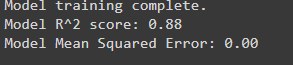 Model training complete.
Model R^2 score: 0.88
Model Mean Squared Error: 0.00